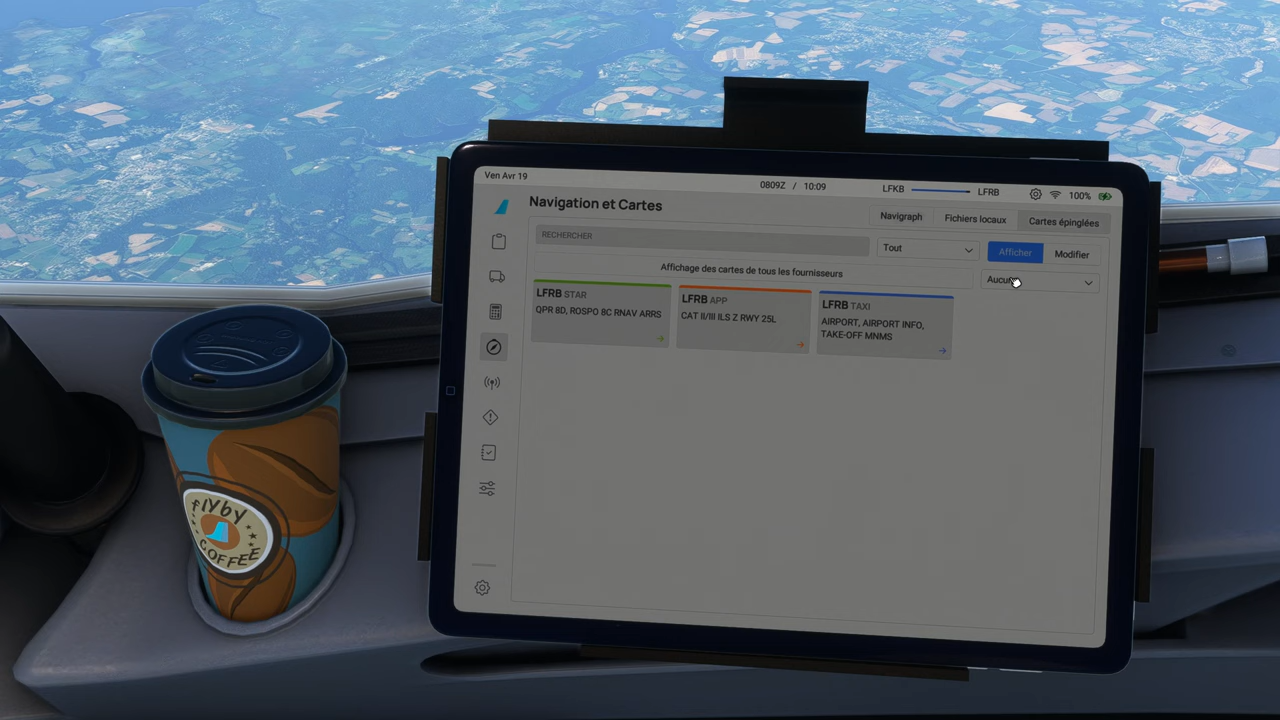 Ven Avr 19
0809Z / 10:09
LFKB
LFRB
100%
Navigation et Cartes
Navigraph
Fichiers locaux
Cartes épinglées
RECHERCHER
Tout
Afficher
Modifier
Affichage des cartes de tous les fournisseurs
LFRB STAR
QPR 8D, ROSPO 8C RNAV ARRS
LFRB APP
CAT II/III ILS Z RWY 25L
LFRB TAXI
AIRPORT, AIRPORT INFO,
TAKE-OFF MNMS
flyby
COFFEE